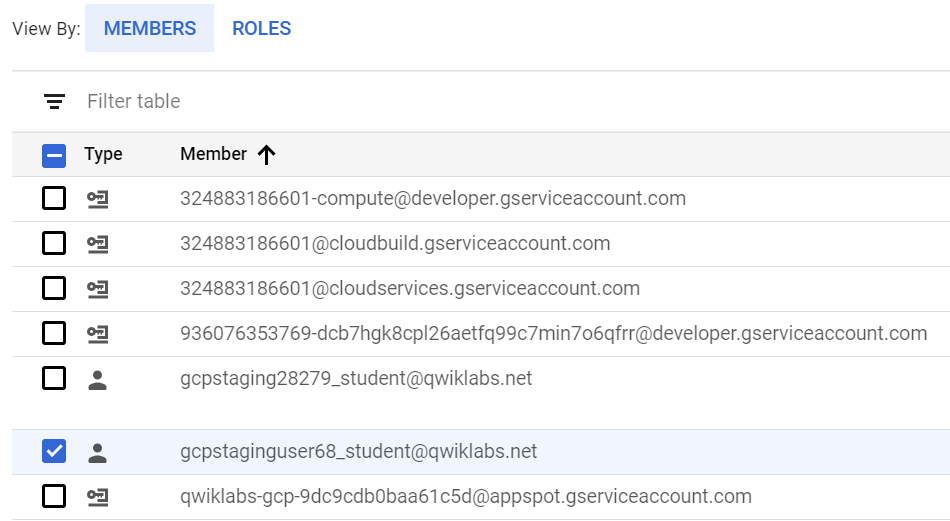 View By: MEMBERS ROLES
Filter table
Type Member
324883186601-compute@developer.gserviceaccount.com
324883186601@cloudbuild.gserviceaccount.com
324883186601@cloudservices.gserviceaccount.com
936076353769-dcb7hgk8cpl26aetfq99c7min7o6qfrr@developer.gserviceaccount.com
gcpstaging28279_student@qwiklabs.net
gcpstaginguser68_student@qwiklabs.net
qwiklabs-gcp-9dc9cdb0baa61c5d@appspot.gserviceaccount.com